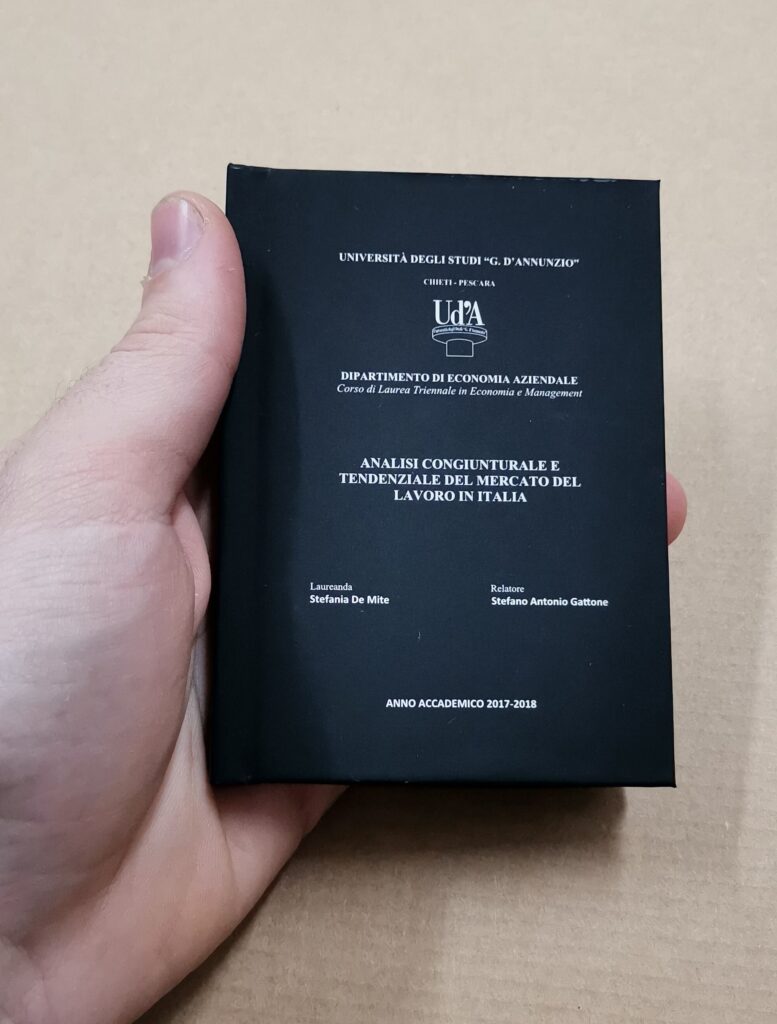 UNIVERSITÀ DEGLI STUDI "G. D'ANNUNZIO"
CHIETI - PESCARA
Ud'A
DIPARTIMENTO DI ECONOMIA AZIENDALE
Corso di Laurea Triennale in Economia e Management
ANALISI CONGIUNTURALE E
TENDENZIALE DEL MERCATO DEL
LAVORO IN ITALIA
Laureanda
Stefania De Mite
Relatore
Stefano Antonio Gattone
ANNO ACCADEMICO 2017-2018